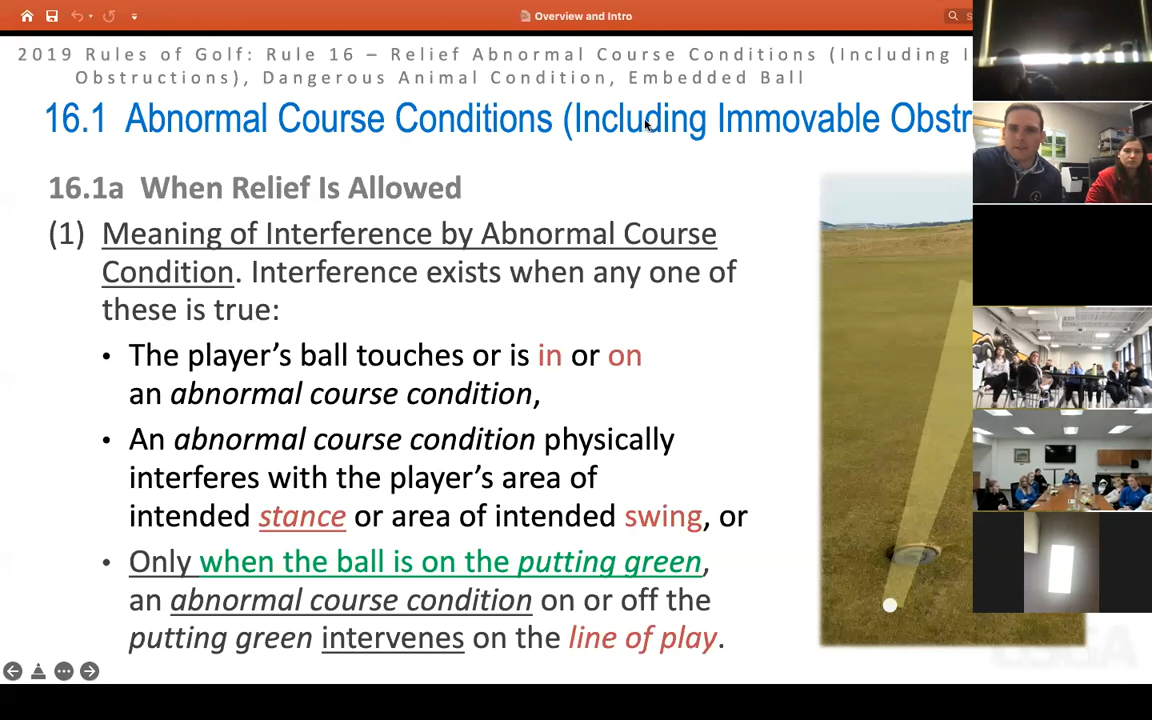 Overview and Intro
S
2019 Rules of Golf: Rule 16 – Relief Abnormal Course Conditions (Including I
Obstructions), Dangerous Animal Condition, Embedded Ball
16.1 Abnormal Course Conditions (Including Immovable Obstr
16.1a When Relief Is Allowed
(1) Meaning of Interference by Abnormal Course
Condition. Interference exists when any one of
these is true:
• The player's ball touches or is in or on
an abnormal course condition,
• An abnormal course condition physically
interferes with the player's area of
intended stance or area of intended swing, or
• Only when the ball is on the putting green,
an abnormal course condition on or off the
putting green intervenes on the line of play.
USGA